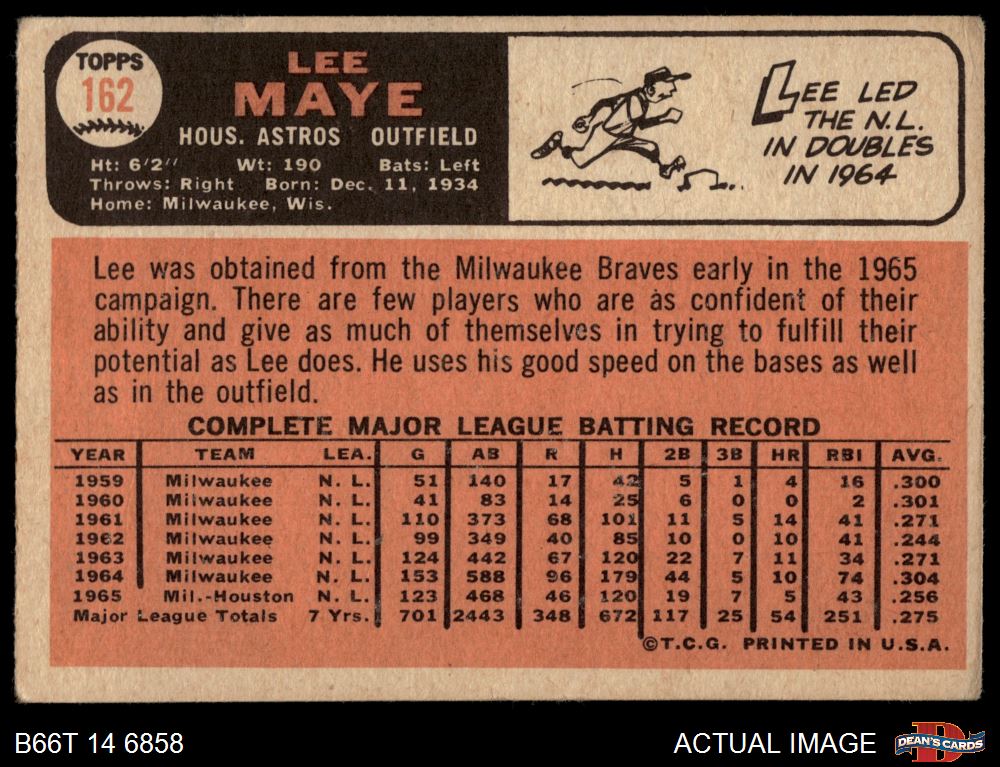 TOPPS
162
LEE
MAYE
HOUS. ASTROS OUTFIELD
Ht: 6'2" Wt: 190 Bats: Left
Throws: Right Born: Dec. 11, 1934
Home: Milwaukee, Wis.
LEE LED
THE N.L.
IN DOUBLES
IN 1964
Lee was obtained from the Milwaukee Braves early in the 1965
campaign. There are few players who are as confident of their
ability and give as much of themselves in trying to fulfill their
potential as Lee does. He uses his good speed on the bases as well
as in the outfield.
COMPLETE MAJOR LEAGUE BATTING RECORD
YEAR TEAM LEA. G AB R H 2B 3B HR RBI AVG.
1959 Milwaukee N. L. 51 140 17 42 5 1 4 16 .300
1960 Milwaukee N. L. 41 83 14 25 6 0 0 2 .301
1961 Milwaukee N. L. 110 373 68 101 11 5 14 41 .271
1962 Milwaukee N. L. 99 349 40 85 10 0 10 41 .244
1963 Milwaukee N. L. 124 442 67 120 22 7 11 34 .271
1964 Milwaukee N. L. 153 588 96 179 44 5 10 74 .304
1965 Mil.-Houston N. L. 123 468 46 120 19 7 5 43 .256
Major League Totals 7 Yrs. 701 2443 348 672 117 25 54 251 .275
©T.C.G. PRINTED IN U.S.A.
B66T 14 6858
ACTUAL IMAGE
D
DEAN'S CARDS